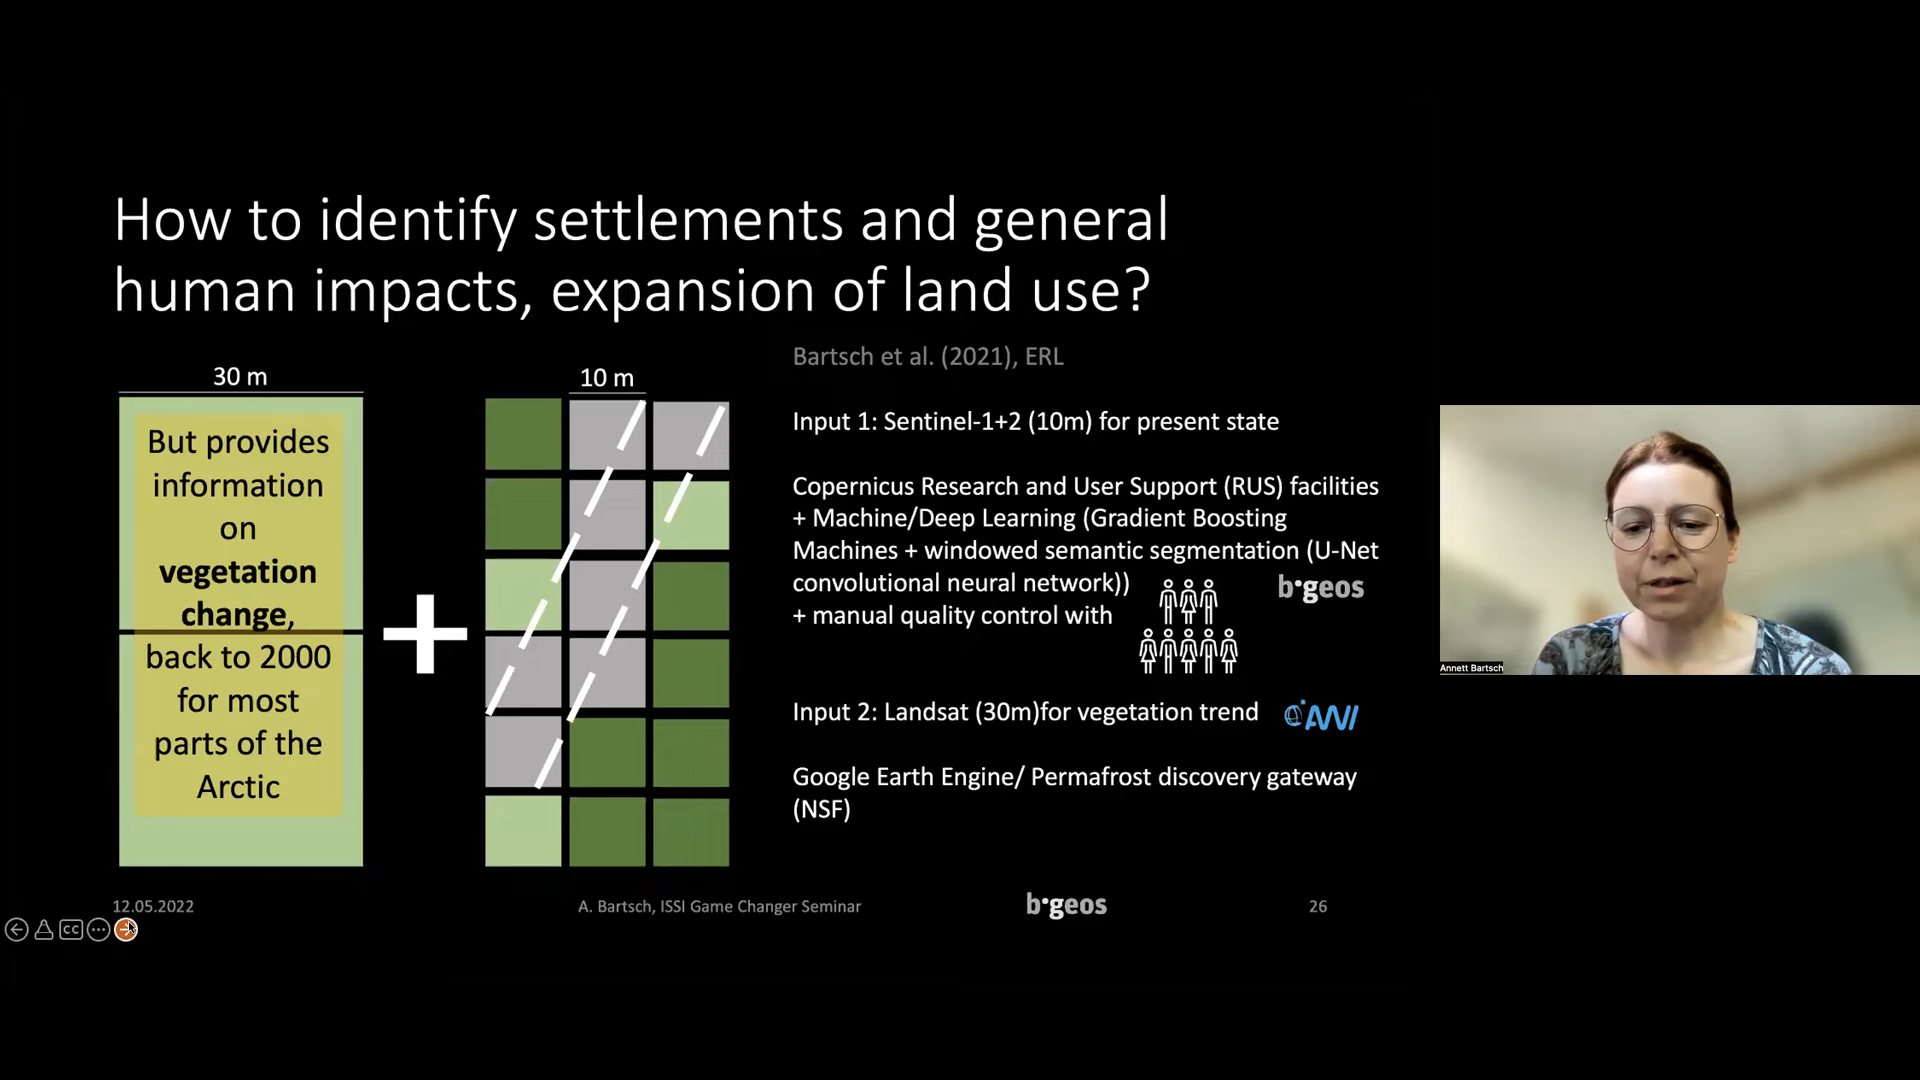 How to identify settlements and general
human impacts, expansion of land use?
30 m
But provides
information
on
vegetation
change,
back to 2000
for most
parts of the
Arctic
10 m
Bartsch et al. (2021), ERL
Input 1: Sentinel-1+2 (10m) for present state
Copernicus Research and User Support (RUS) facilities
+ Machine/Deep Learning (Gradient Boosting
Machines + windowed semantic segmentation (U-Net
convolutional neural network))
+ manual quality control with
b·geos
Input 2: Landsat (30m)for vegetation trend
AWI
Google Earth Engine/ Permafrost discovery gateway
(NSF)
Annett Bartsch
12.05.2022
A. Bartsch, ISSI Game Changer Seminar
b·geos
26
CC